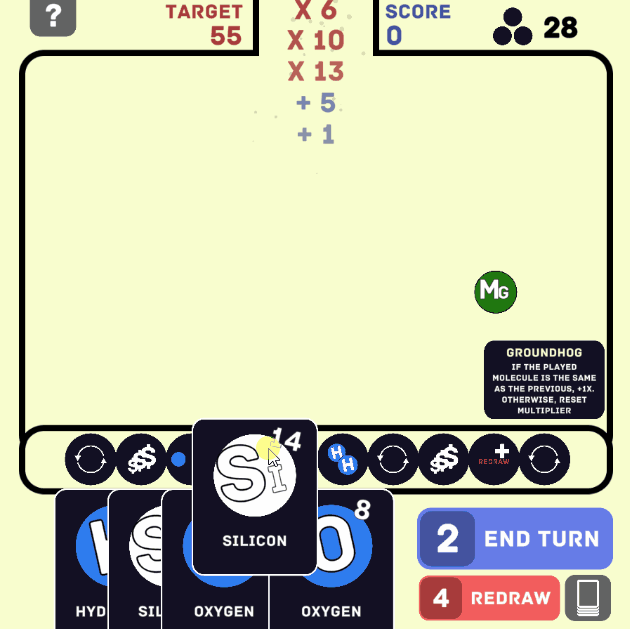 ?
TARGET
55
X 6
X 10
X 13
+ 5
+ 1
SCORE
0
28
MG
GROUNDHOG
IF THE PLAYED
MOLECULE IS THE SAME
AS THE PREVIOUS, +1X.
OTHERWISE, RESET
MULTIPLIER
$$
HH
$$
+
REDRAW
14
SI
SILICON
HYD
SIL
OXYGEN
8
O
OXYGEN
2 END TURN
4 REDRAW